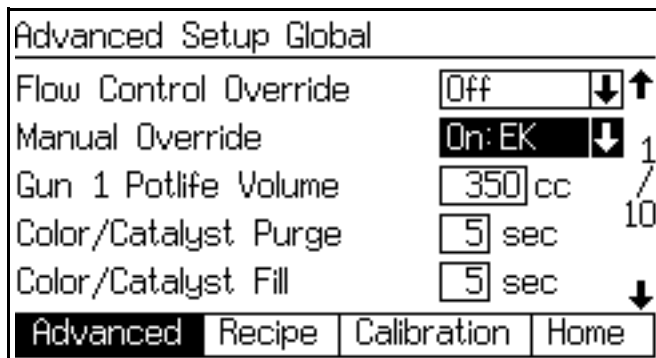 Advanced Setup Global
Flow Control Override Off
Manual Override On: EK
Gun 1 Potlife Volume 350 cc
Color/Catalyst Purge 5 sec
Color/Catalyst Fill 5 sec
1
/
10
Advanced Recipe Calibration Home